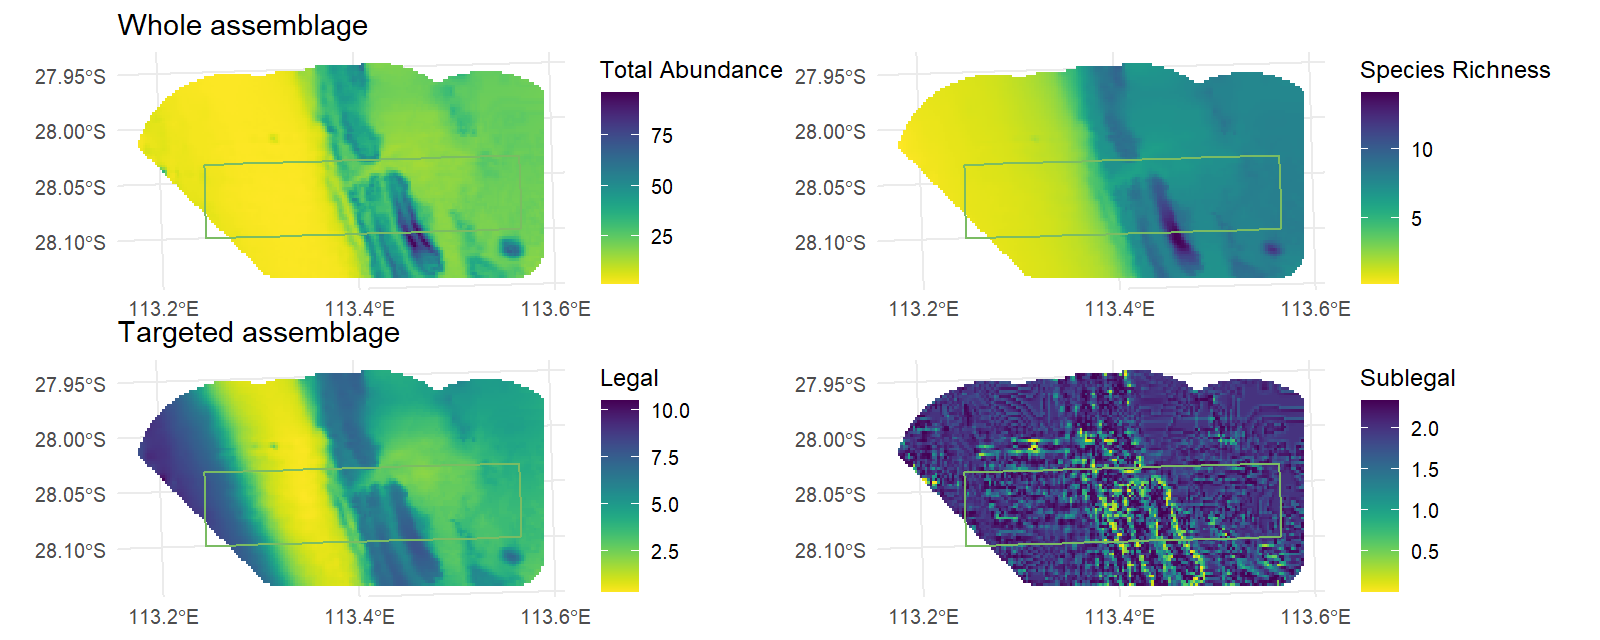 Whole assemblage
27.95°S
28.00°S
28.05°S
28.10°S
113.2°E
113.4°E
113.6°E
Total Abundance
75
50
25
27.95°S
28.00°S
28.05°S
28.10°S
113.2°E
113.4°E
113.6°E
Species Richness
10
5
Targeted assemblage
27.95°S
28.00°S
28.05°S
28.10°S
113.2°E
113.4°E
113.6°E
Legal
10.0
7.5
5.0
2.5
27.95°S
28.00°S
28.05°S
28.10°S
113.2°E
113.4°E
113.6°E
Sublegal
2.0
1.5
1.0
0.5